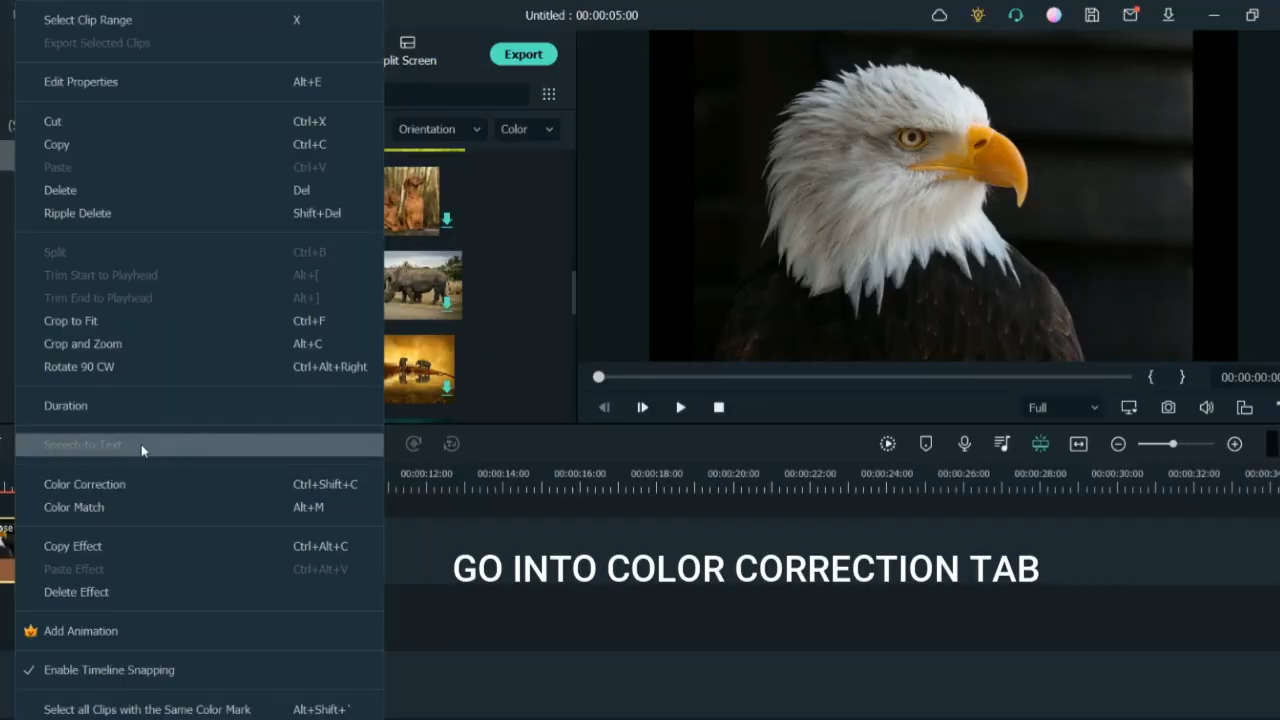 Select Clip Range X
Export Selected Clips
Edit Properties Alt+E
Cut Ctrl+X
Copy Ctrl+C
Paste Ctrl+V
Delete Del
Ripple Delete Shift+Del
Split Ctrl+B
Trim Start to Playhead Alt+[
Trim End to Playhead Alt+]
Crop to Fit Ctrl+F
Crop and Zoom Alt+C
Rotate 90 CW Ctrl+Alt+Right
Duration
Speech-to-Text
Color Correction Ctrl+Shift+C
Color Match Alt+M
Copy Effect Ctrl+Alt+C
Paste Effect Ctrl+Alt+V
Delete Effect
Add Animation
Enable Timeline Snapping
Select all Clips with the Same Color Mark Alt+Shift+`
Untitled : 00:00:05:00
plit Screen
Export
Orientation
Color
00:00:00:00
Full
00:00:12:00 00:00:14:00 00:00:16:00 00:00:18:00 00:00:20:00 00:00:22:00 00:00:24:00 00:00:26:00 00:00:28:00 00:00:30:00 00:00:32:00 00:00:34
GO INTO COLOR CORRECTION TAB